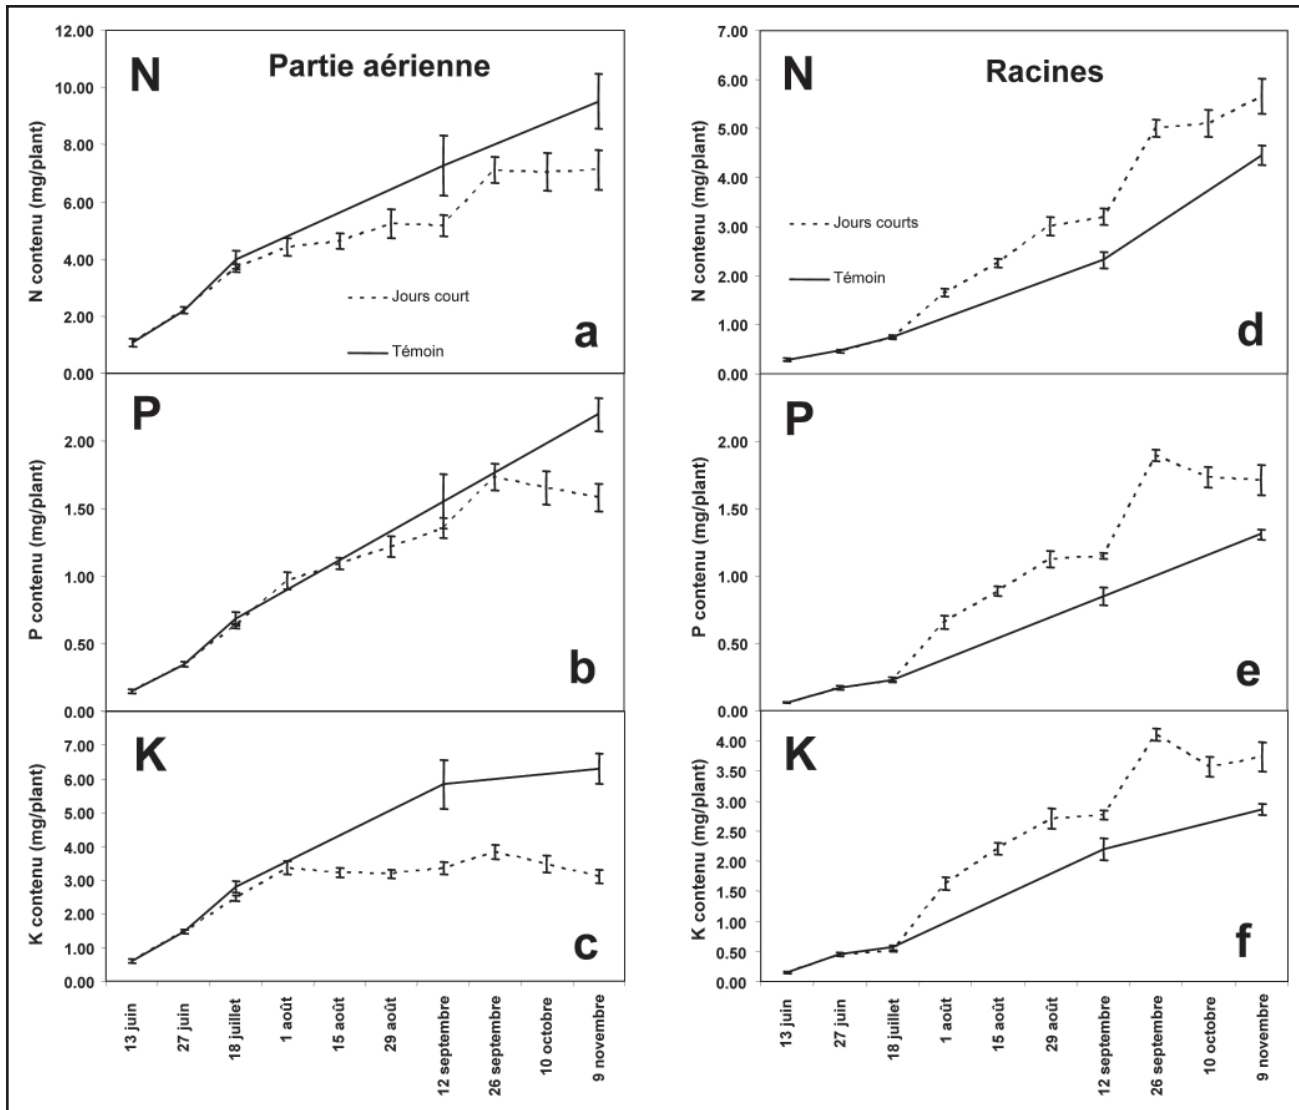 N
Partie aérienne
N contenu (mg/plant)
12.00
10.00
8.00
6.00
4.00
2.00
0.00
Jours court
Témoin
a
P
P contenu (mg/plant)
2.00
1.50
1.00
0.50
0.00
b
K
K contenu (mg/plant)
7.00
6.00
5.00
4.00
3.00
2.00
1.00
0.00
c
13 juin
27 juin
18 juillet
1 août
15 août
29 août
12 septembre
26 septembre
10 octobre
9 novembre
N
Racines
N contenu (mg/plant)
7.00
6.00
5.00
4.00
3.00
2.00
1.00
0.00
Jours courts
Témoin
d
P
P contenu (mg/plant)
2.00
1.50
1.00
0.50
0.00
e
K
K contenu (mg/plant)
4.00
3.00
2.50
2.00
1.50
1.00
0.50
0.00
f
13 juin
27 juin
18 juillet
1 août
15 août
29 août
12 septembre
26 septembre
10 octobre
9 novembre